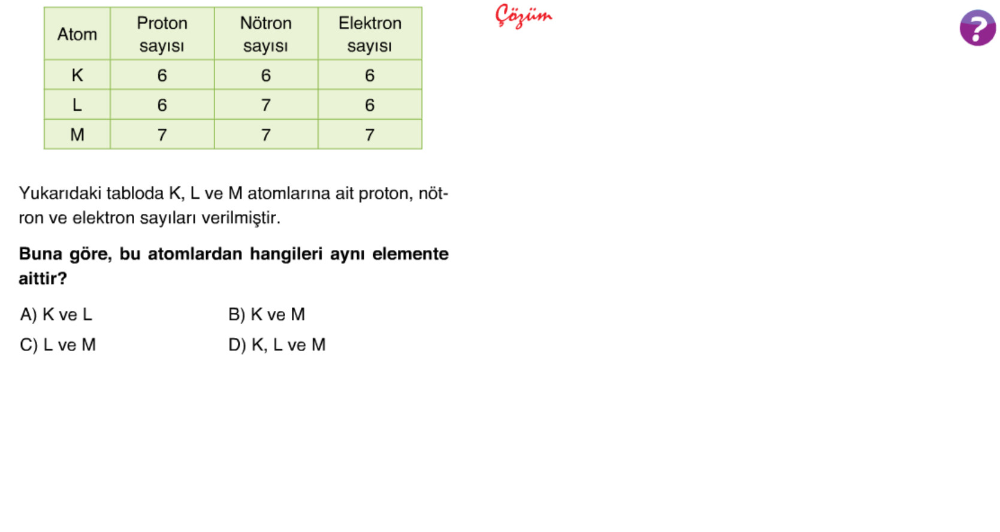 Atom Proton sayısı Nötron sayısı Elektron sayısı
K 6 6 6
L 6 7 6
M 7 7 7
Yukarıdaki tabloda K, L ve M atomlarına ait proton, nöt-
ron ve elektron sayıları verilmiştir.
Buna göre, bu atomlardan hangileri aynı elemente
aittir?
A) K ve L B) K ve M
C) L ve M D) K, L ve M
Çözüm
?